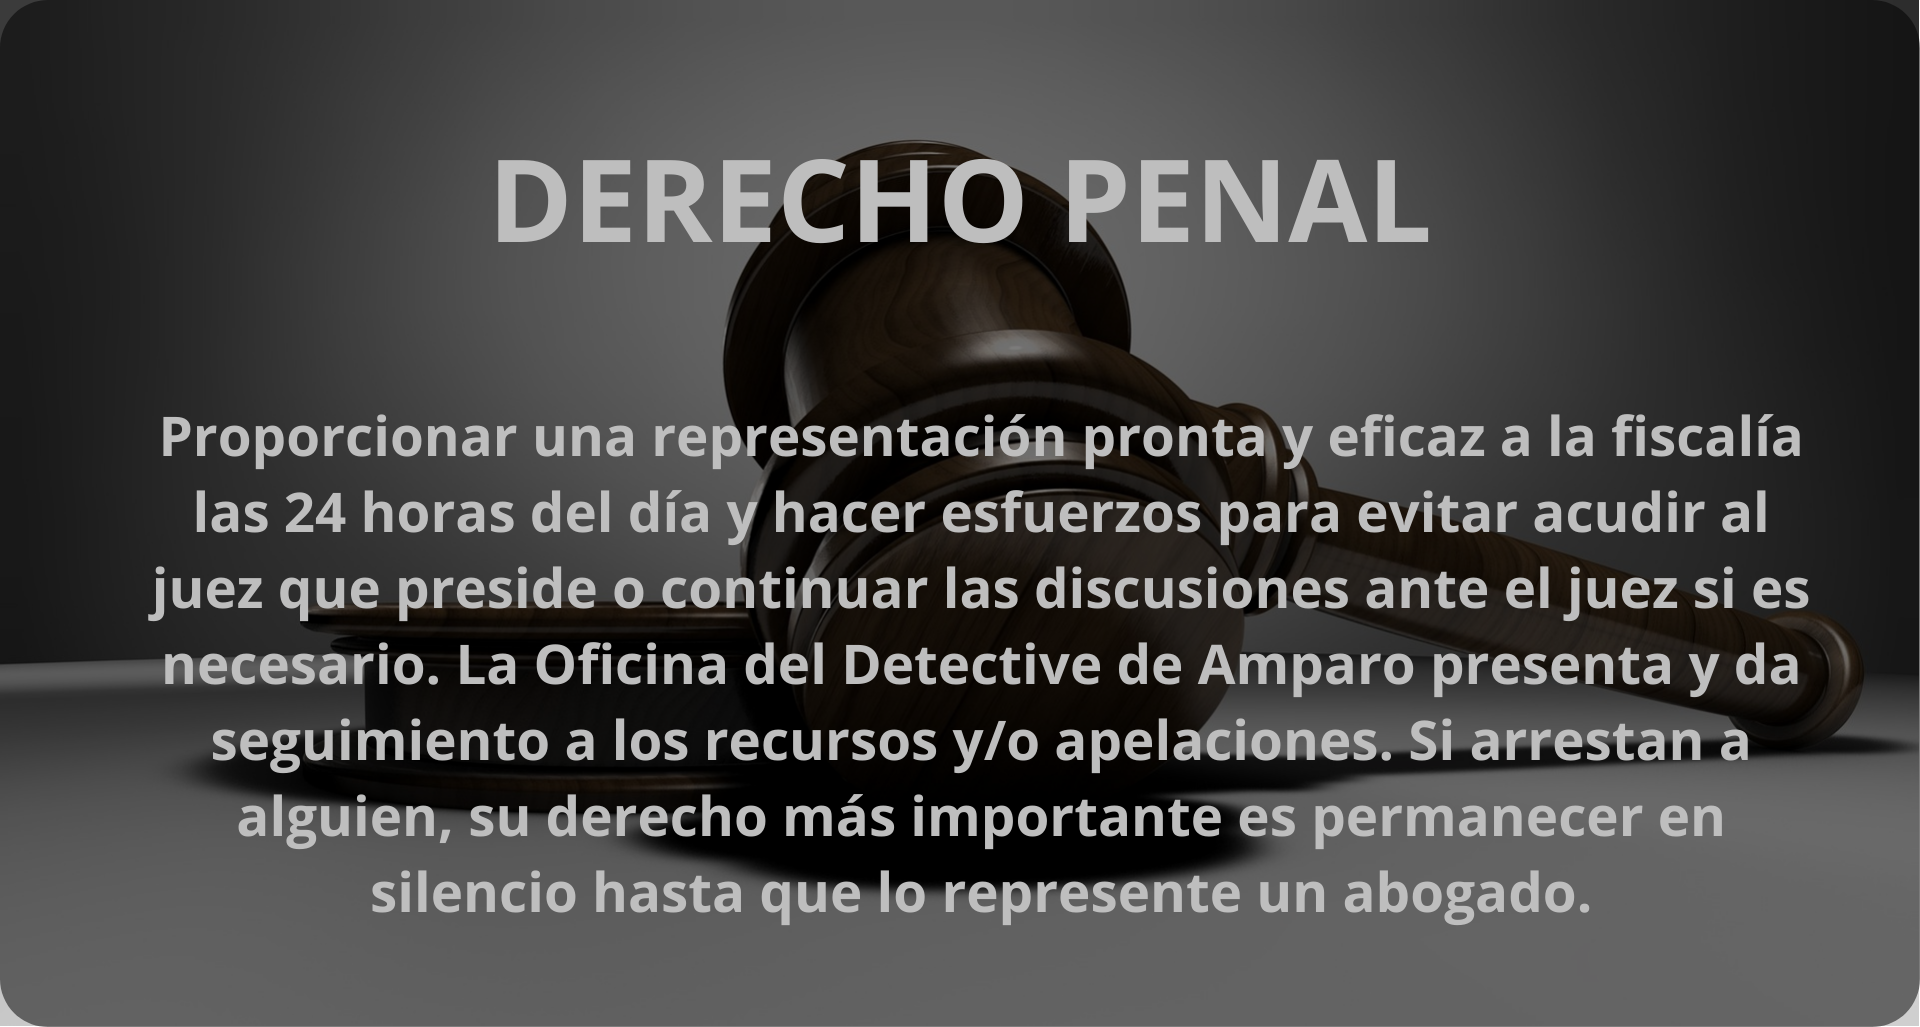 DERECHO PENAL
Proporcionar una representación pronta y eficaz a la fiscalía
las 24 horas del día y hacer esfuerzos para evitar acudir al
juez que preside o continuar las discusiones ante el juez si es
necesario. La Oficina del Detective de Amparo presenta y da
seguimiento a los recursos y/o apelaciones. Si arrestan a
alguien, su derecho más importante es permanecer en
silencio hasta que lo represente un abogado.